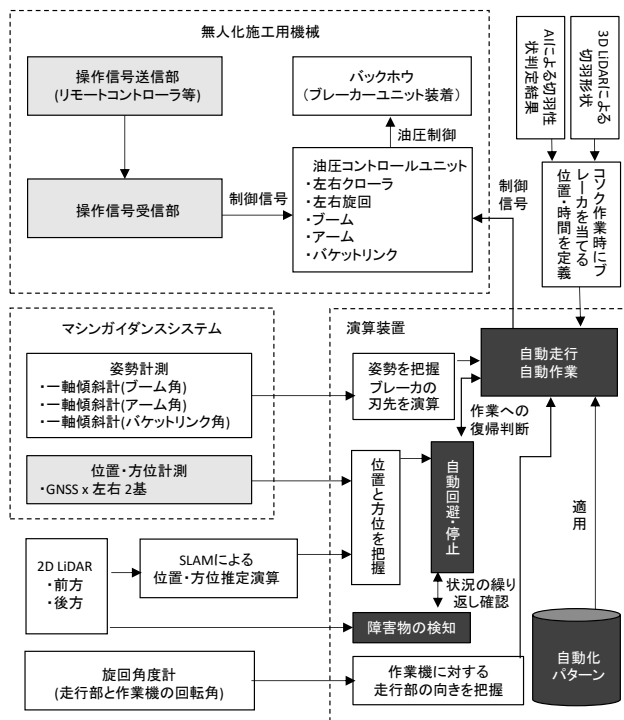 無人化施工用機械
操作信号送信部
(リモートコントローラ等)
バックホウ
(ブレーカーユニット装着)
油圧制御
操作信号受信部
制御信号
油圧コントロールユニット
・左右クローラ
・左右旋回
・ブーム
・アーム
・バケットリンク
制御
信号
3D LiDARによる
切羽形状
AIによる切羽性
状判定結果
コソク作業時にブ
レーカを当てる
位置・時間を定義
マシンガイダンスシステム
姿勢計測
・一軸傾斜計(ブーム角)
・一軸傾斜計(アーム角)
・一軸傾斜計(バケットリンク角)
位置・方位計測
・GNSS x 左右 2基
演算装置
姿勢を把握
ブレーカの
刃先を演算
自動走行
自動作業
作業への
復帰判断
位置と方位を把握
自動回避・停止
適用
2D LiDAR
・前方
・後方
SLAMによる
位置・方位推定演算
状況の繰り
返し確認
障害物の検知
旋回角度計
(走行部と作業機の回転角)
作業機に対する
走行部の向きを把握
自動化
パターン